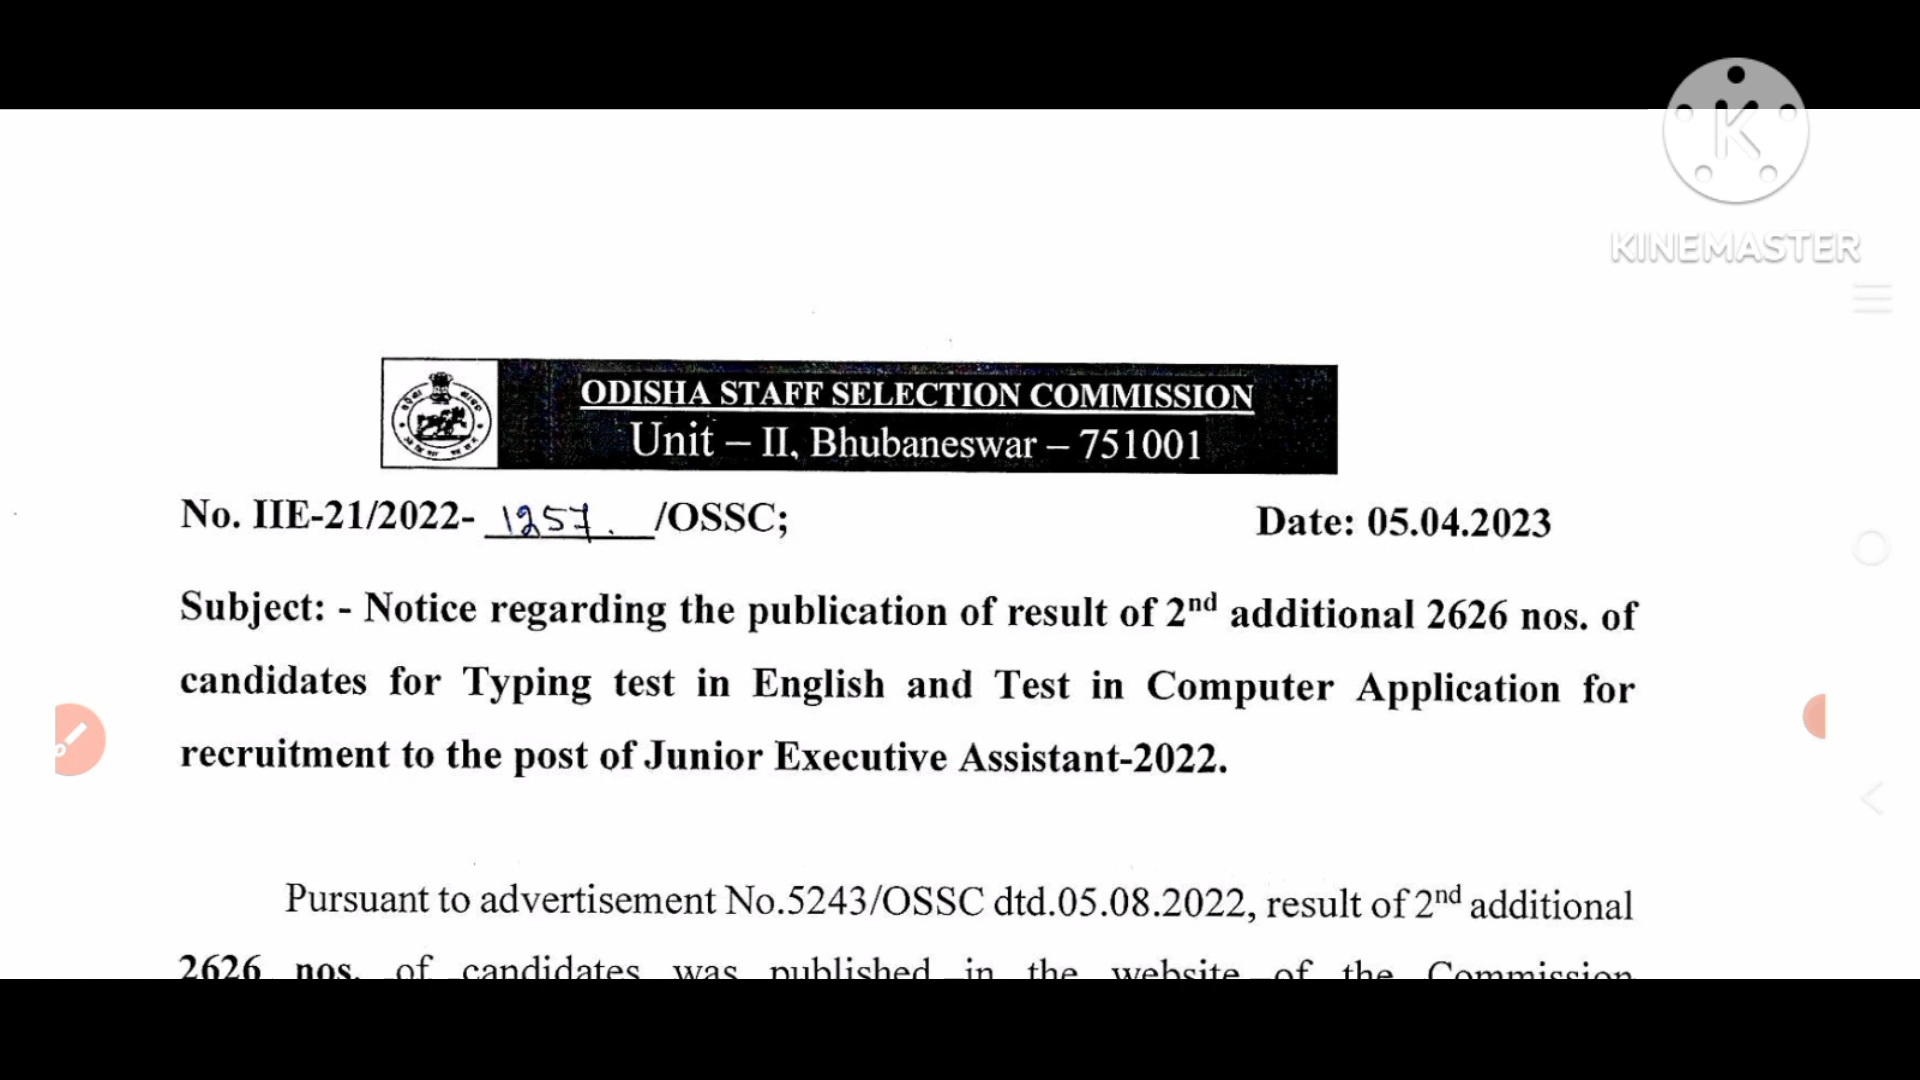 KINEMASTER
ODISHA STAFF SELECTION COMMISSION
Unit – II, Bhubaneswar – 751001
No. IIE-21/2022- 1257. /OSSC; Date: 05.04.2023
Subject: - Notice regarding the publication of result of 2nd additional 2626 nos. of
candidates for Typing test in English and Test in Computer Application for
recruitment to the post of Junior Executive Assistant-2022.
Pursuant to advertisement No.5243/OSSC dtd.05.08.2022, result of 2nd additional
2626 nos. of candidates was published in the website of the Commission